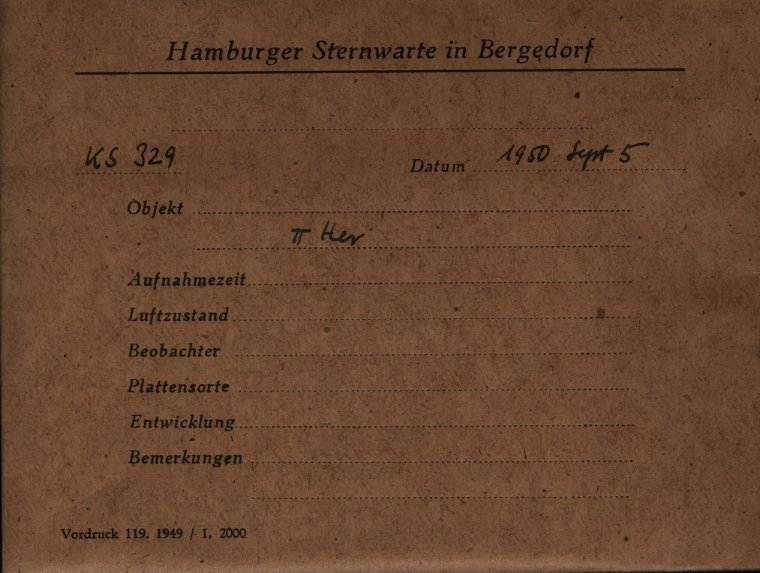 Hamburger Sternwarte in Bergedorf
KS 329 Datum 1950 Sept 5
Objekt
π Her
Aufnahmezeit
Luftzustand
Beobachter
Plattensorte
Entwicklung
Bemerkungen
Vordruck 119. 1949 / 1. 2000